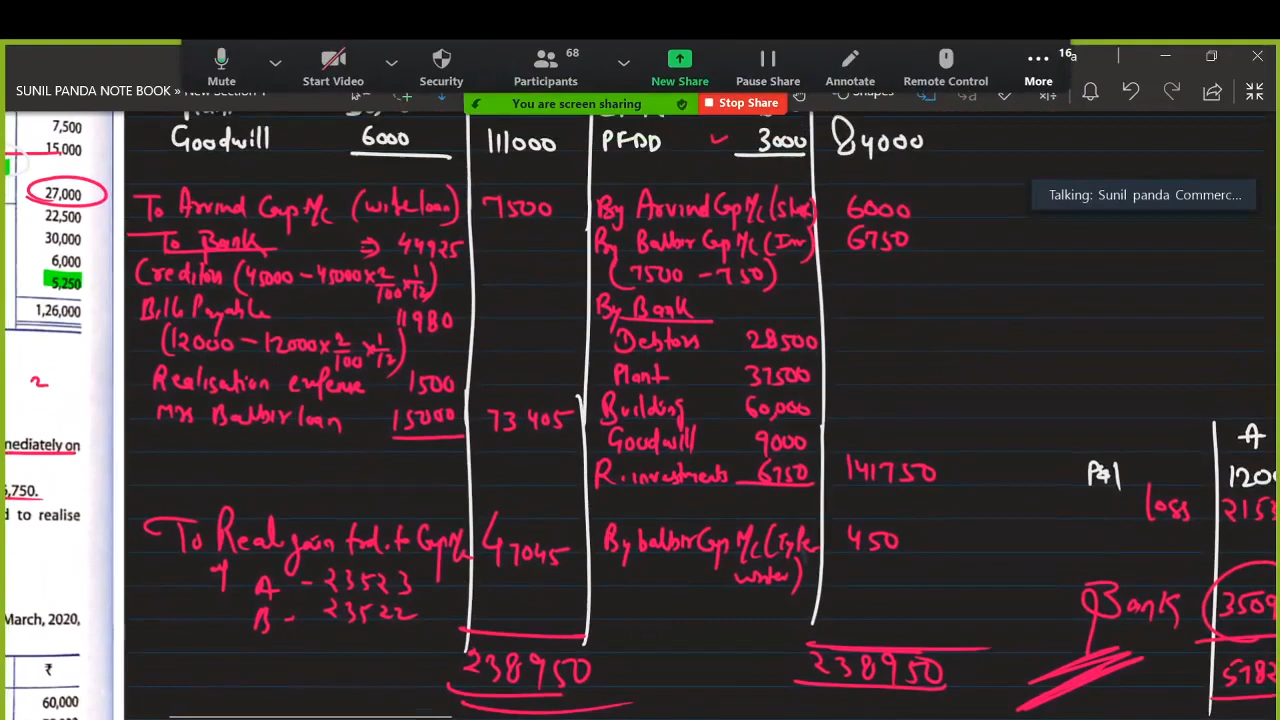 68
16
Mute
Start Video
Security
Participants
New Share
Pause Share
Annotate
Remote Control
More
SUNIL PANDA NOTE BOOK »
You are screen sharing
Stop Share
Talking: Sunil panda Commerc...
7,500
15,000
27,000
22,500
30,000
6,000
5,250
1,26,000
2
nediately on
5,750.
d to realise
March, 2020,
₹
60,000
Goodwill 6000 111000 PFDD 3000 84000
To Arvind Cap A/c (wife loan) 7500 By Arvind Cap A/c (Stock) 6000
To Bank ⇒ 44925 By Balbir Cap A/c (Inv) 6750
Creditors (45000 - 45000 x 2/100 x 1/12) (7500 - 750)
Bills Payable 11980 By Bank
(12000 - 12000 x 2/100 x 1/12) Debtors 28500
Realisation expense 1500 Plant 37500
Mrs Balbir loan 15000 73405 Building 60,000
Goodwill 9000
R. investments 6750 141750
To Real gain trd. to Cap A/c 47045 By balbir Cap A/c (Type writer) 450
A - 23523
B - 23522
238950 238950
A
P&1 1200
loss 2153
Bank 3509
5782